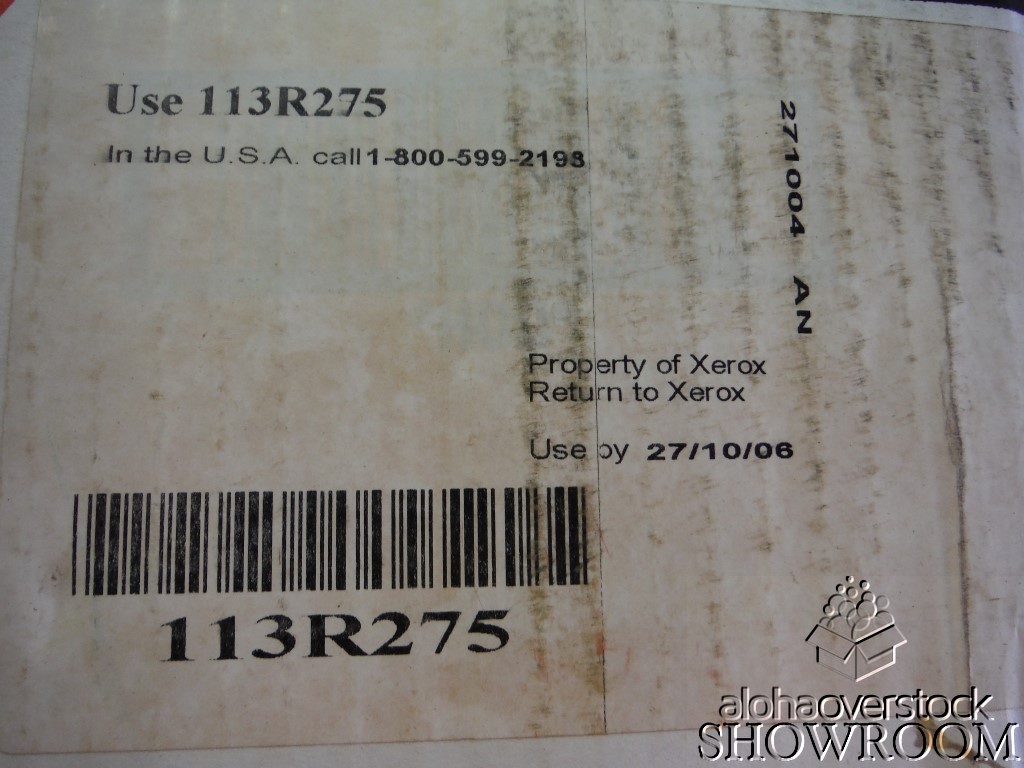 Use 113R275
In the U.S.A. call 1-800-599-2198
271004 AN
Property of Xerox
Return to Xerox
Use by 27/10/06
113R275
alohaoverstock
SHOWROOM